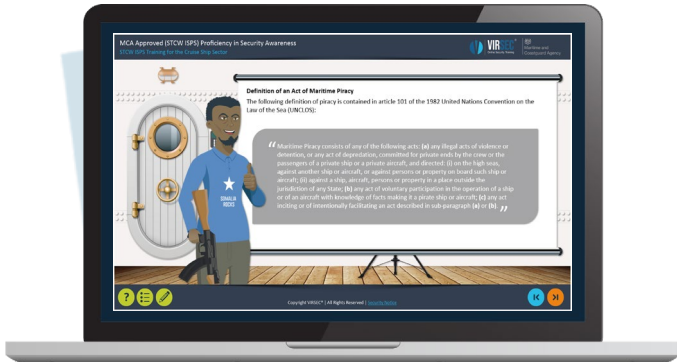 MCA Approved (STCW ISPS) Proficiency in Security Awareness
STCW ISPS Training for the Cruise Ship Sector
VIRSEC
Maritime and
Coastguard Agency
Definition of an Act of Maritime Piracy
The following definition of piracy is contained in article 101 of the 1982 United Nations Convention on the
Law of the Sea (UNCLOS):
“ Maritime Piracy consists of any of the following acts: (a) any illegal acts of violence or
detention, or any act of depredation, committed for private ends by the crew or the
passengers of a private ship or a private aircraft, and directed: (i) on the high seas,
against another ship or aircraft, or against persons or property on board such ship or
aircraft; (ii) against a ship, aircraft, persons or property in a place outside the
jurisdiction of any State; (b) any act of voluntary participation in the operation of a ship
or of an aircraft with knowledge of facts making it a pirate ship or aircraft; (c) any act
inciting or of intentionally facilitating an act described in sub-paragraph (a) or (b). ”
SOMALIA
ROCKS
?
Copyright VIRSEC® | All Rights Reserved | Security Notice